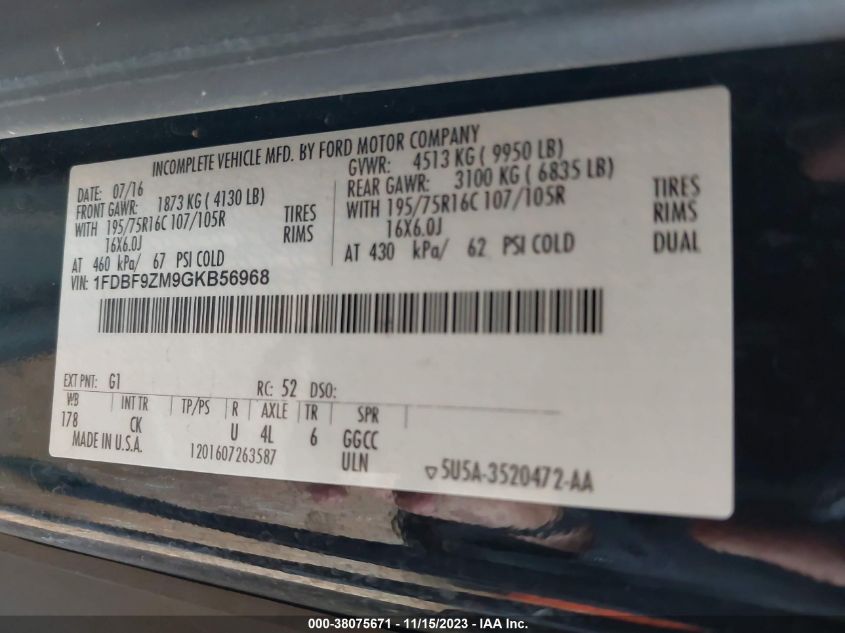 INCOMPLETE VEHICLE MFD. BY FORD MOTOR COMPANY
DATE: 07/16 GVWR: 4513 KG ( 9950 LB)
FRONT GAWR: 1873 KG ( 4130 LB) REAR GAWR: 3100 KG ( 6835 LB)
WITH 195/75R16C 107/105R TIRES WITH 195/75R16C 107/105R TIRES
16X6.0J RIMS 16X6.0J RIMS
AT 460 kPa/ 67 PSI COLD AT 430 kPa/ 62 PSI COLD DUAL
VIN: 1FDBF9ZM9GKB56968
EXT PNT: G1 RC: 52 DSO:
WB INT TR TP/PS R AXLE TR SPR
178 CK U 4L 6 GGCC
MADE IN U.S.A. 1201607263587 ULN
5U5A-3520472-AA
000-38075671 - 11/15/2023 - IAA Inc.